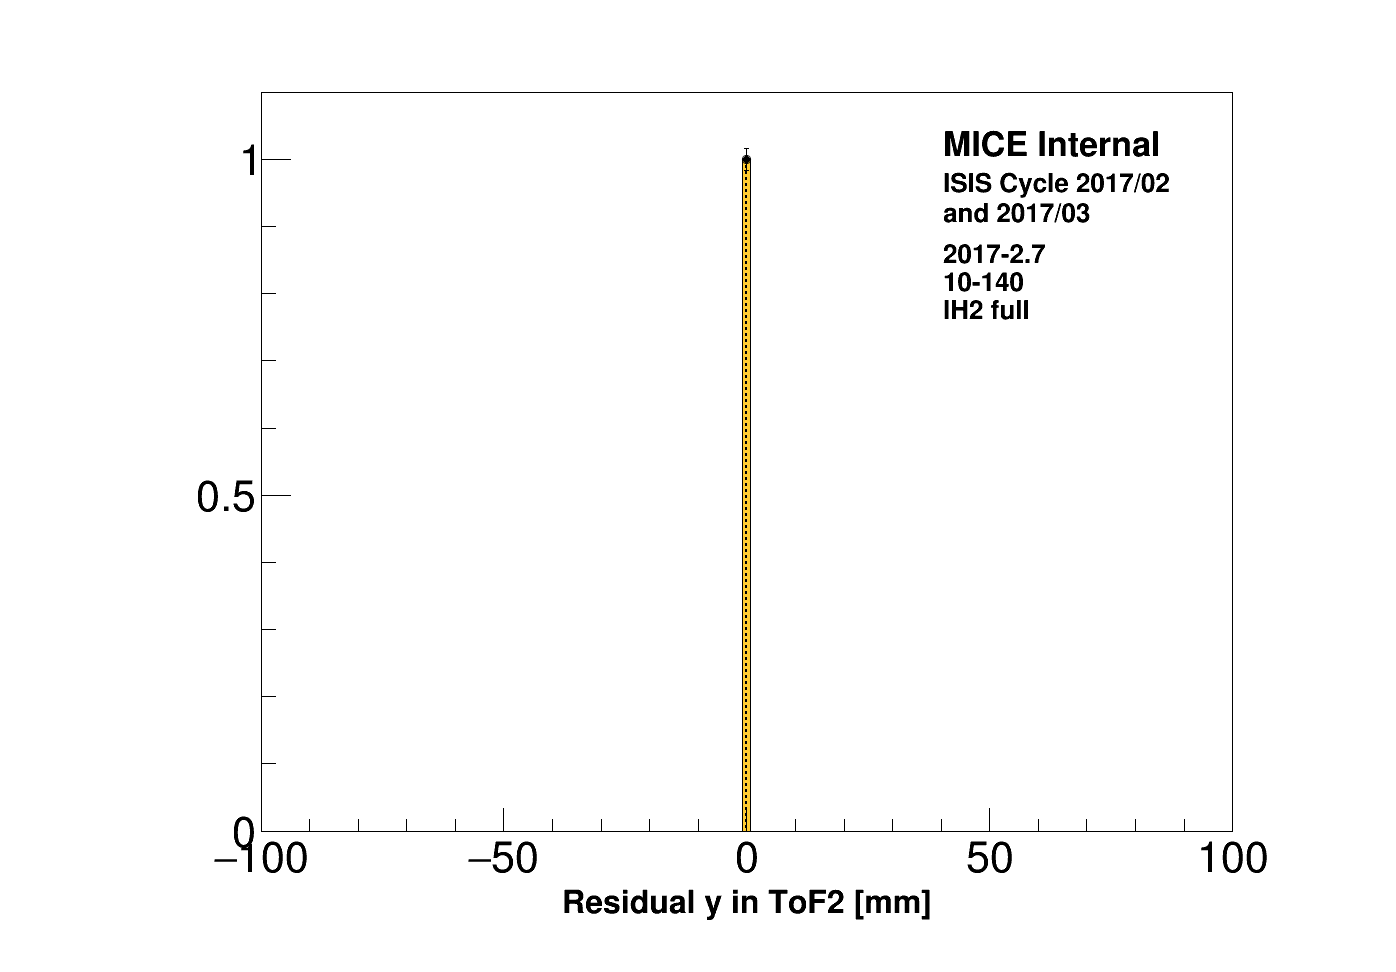 MICE Internal
ISIS Cycle 2017/02
and 2017/03
2017-2.7
10-140
lH2 full
1
0.5
0
−100 −50 0 50 100
Residual y in ToF2 [mm]